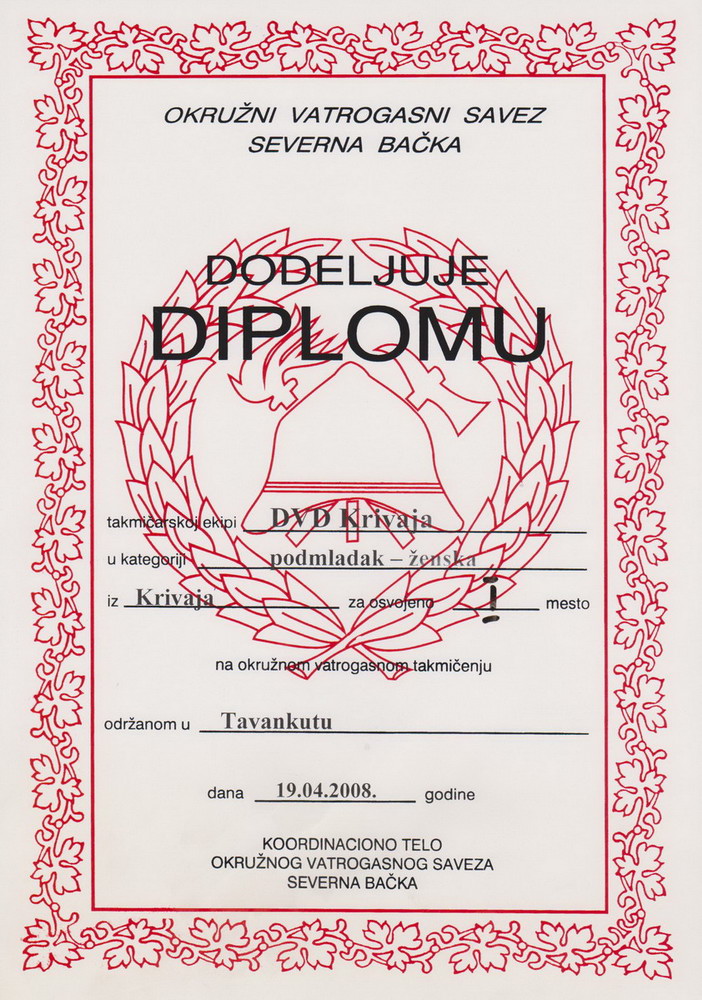 OKRUŽNI VATROGASNI SAVEZ
SEVERNA BAČKA
DODELJUJE
DIPLOMU
takmičarskoj ekipi DVD Krivaja
u kategoriji podmladak – ženska
iz Krivaja za osvojeno I mesto
na okružnom vatrogasnom takmičenju
održanom u Tavankutu
dana 19.04.2008. godine
KOORDINACIONO TELO
OKRUŽNOG VATROGASNOG SAVEZA
SEVERNA BAČKA